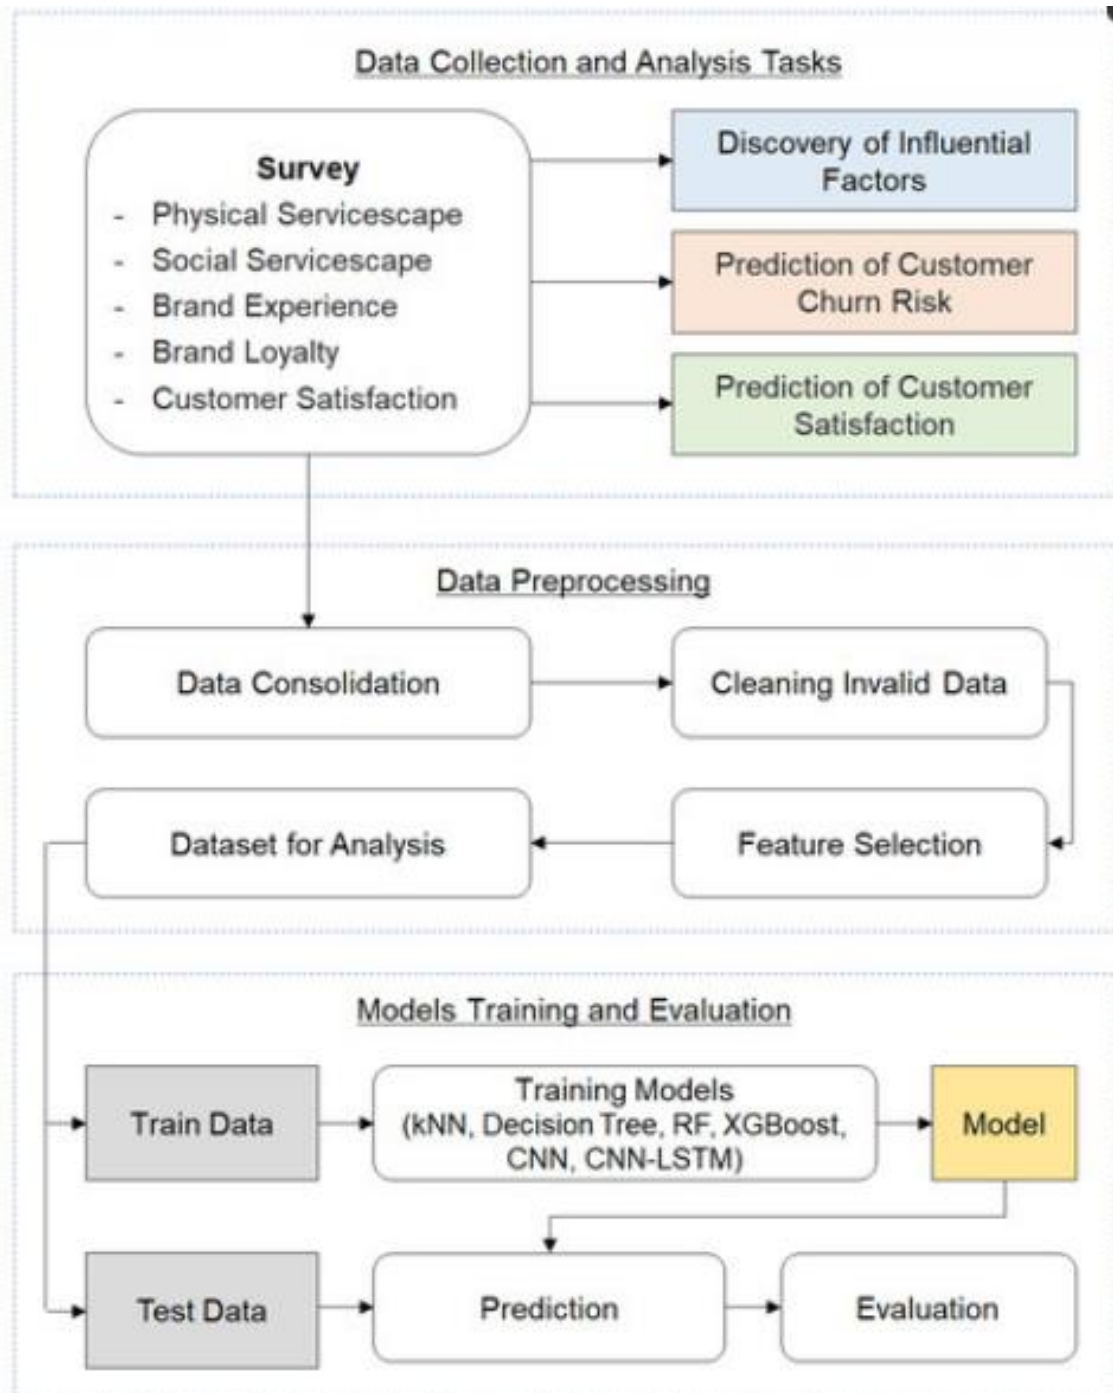 Data Collection and Analysis Tasks
Survey
- Physical Servicescape
- Social Servicescape
- Brand Experience
- Brand Loyalty
- Customer Satisfaction
Discovery of Influential
Factors
Prediction of Customer
Churn Risk
Prediction of Customer
Satisfaction
Data Preprocessing
Data Consolidation
Cleaning Invalid Data
Dataset for Analysis
Feature Selection
Models Training and Evaluation
Train Data
Training Models
(kNN, Decision Tree, RF, XGBoost,
CNN, CNN-LSTM)
Model
Test Data
Prediction
Evaluation